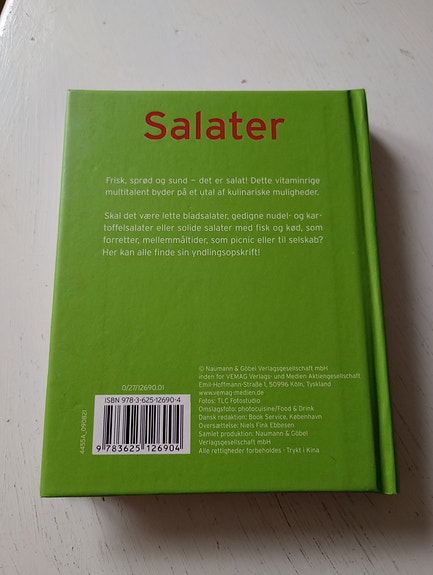 Salater
Frisk, sprød og sund – det er salat! Dette vitaminrige
multitalent byder på et utal af kulinariske muligheder.
Skal det være lette bladsalater, gedigne nudel- og kar-
toffelsalater eller solide salater med fisk og kød, som
forretter, mellemmåltider, som picnic eller til selskab?
Her kan alle finde sin yndlingsopskrift!
© Naumann & Göbel Verlagsgesellschaft mbH
inden for VEMAG Verlags- und Medien Aktiengesellschaft
Emil-Hoffmann-Straße 1, 50996 Köln, Tyskland
www.vemag-medien.de
Fotos: TLC Fotostudio
Omslagsfoto: photocuisine/Food & Drink
Dansk redaktion: Book Service, København
Oversættelse: Niels Fink Ebbesen
Samlet produktion: Naumann & Göbel
Verlagsgesellschaft mbH
Alle rettigheder forbeholdes · Trykt i Kina
0/27/12690.01
ISBN 978-3-625-12690-4
9 783625 126904